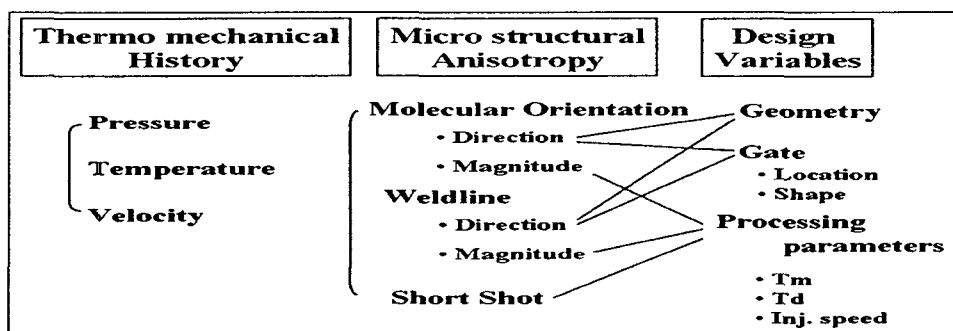 Thermo mechanical
History
Micro structural
Anisotropy
Design
Variables
Pressure
Temperature
Velocity
Molecular Orientation
• Direction
• Magnitude
Weldline
• Direction
• Magnitude
Short Shot
Geometry
Gate
• Location
• Shape
Processing
parameters
• Tm
• Td
• Inj. speed